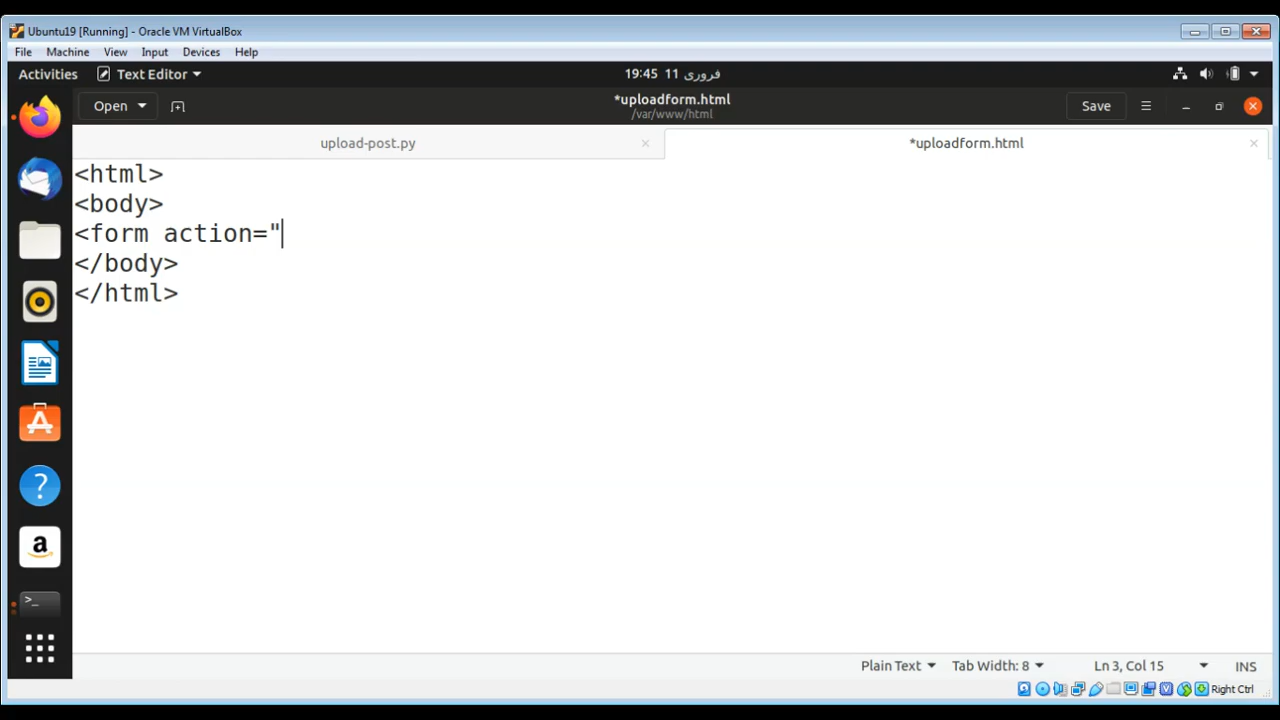 Ubuntu19 [Running] - Oracle VM VirtualBox
File Machine View Input Devices Help
Activities Text Editor 19:45 11 فروری
Open *uploadform.html Save
/var/www/html
upload-post.py *uploadform.html
<html>
<body>
<form action="
</body>
</html>
Plain Text Tab Width: 8 Ln 3, Col 15 INS
Right Ctrl